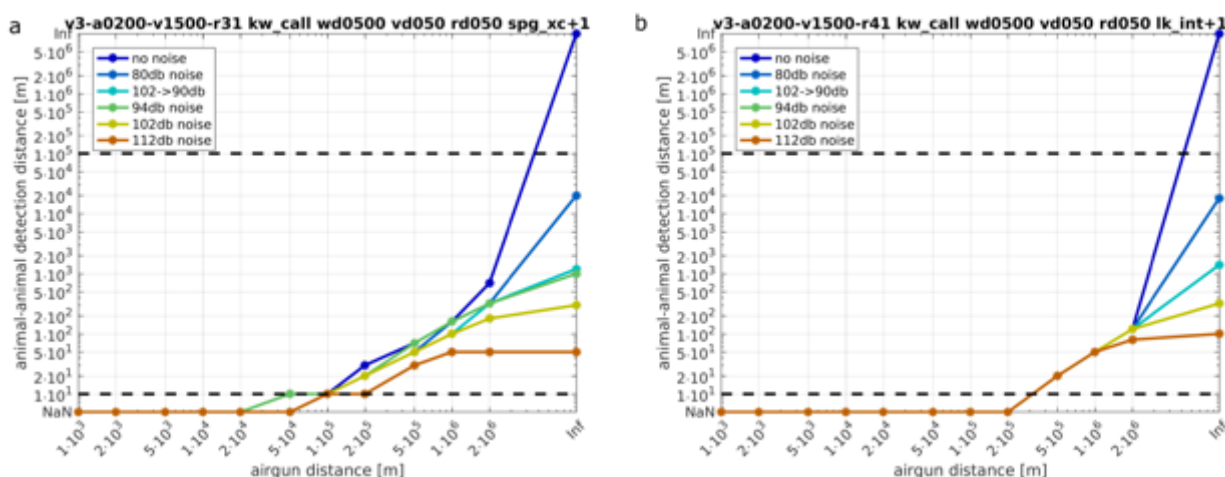 a
v3-a0200-v1500-r31 kw_call wd0500 vd050 rd050 spg_xc+1
animal-animal detection distance [m]
Inf
5·10⁶
2·10⁶
1·10⁶
5·10⁵
2·10⁵
1·10⁵
5·10⁴
2·10⁴
1·10⁴
5·10³
2·10³
1·10³
5·10²
2·10²
1·10²
5·10¹
2·10¹
1·10¹
NaN
no noise
80db noise
102->90db
94db noise
102db noise
112db noise
1·10³
2·10³
5·10³
1·10⁴
2·10⁴
5·10⁴
1·10⁵
2·10⁵
5·10⁵
1·10⁶
2·10⁶
Inf
airgun distance [m]
b
v3-a0200-v1500-r41 kw_call wd0500 vd050 rd050 lk_int+1
animal-animal detection distance [m]
Inf
5·10⁶
2·10⁶
1·10⁶
5·10⁵
2·10⁵
1·10⁵
5·10⁴
2·10⁴
1·10⁴
5·10³
2·10³
1·10³
5·10²
2·10²
1·10²
5·10¹
2·10¹
1·10¹
NaN
no noise
80db noise
102->90db
94db noise
102db noise
112db noise
1·10³
2·10³
5·10³
1·10⁴
2·10⁴
5·10⁴
1·10⁵
2·10⁵
5·10⁵
1·10⁶
2·10⁶
Inf
airgun distance [m]